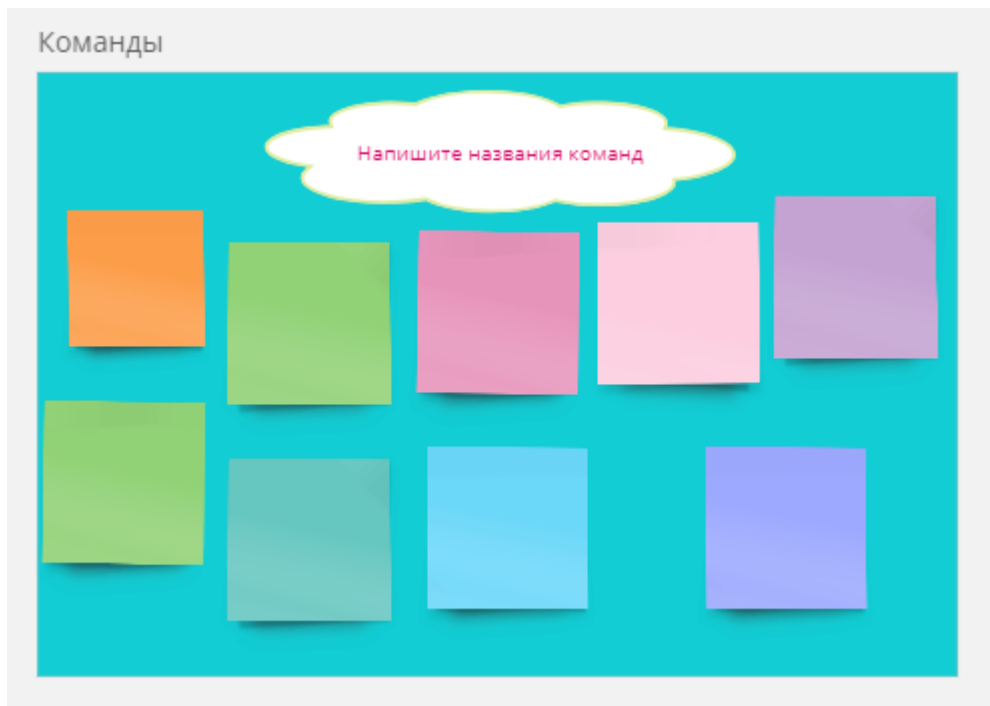 Команды
Напишите названия команд